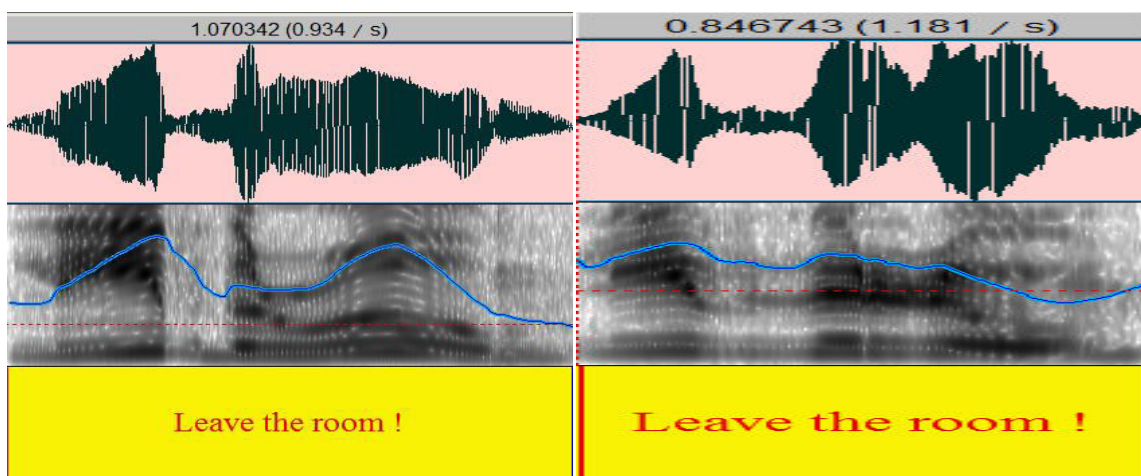 1.070342 (0.934 / s)
0.846743 (1.181 / s)
Leave the room !
Leave the room !